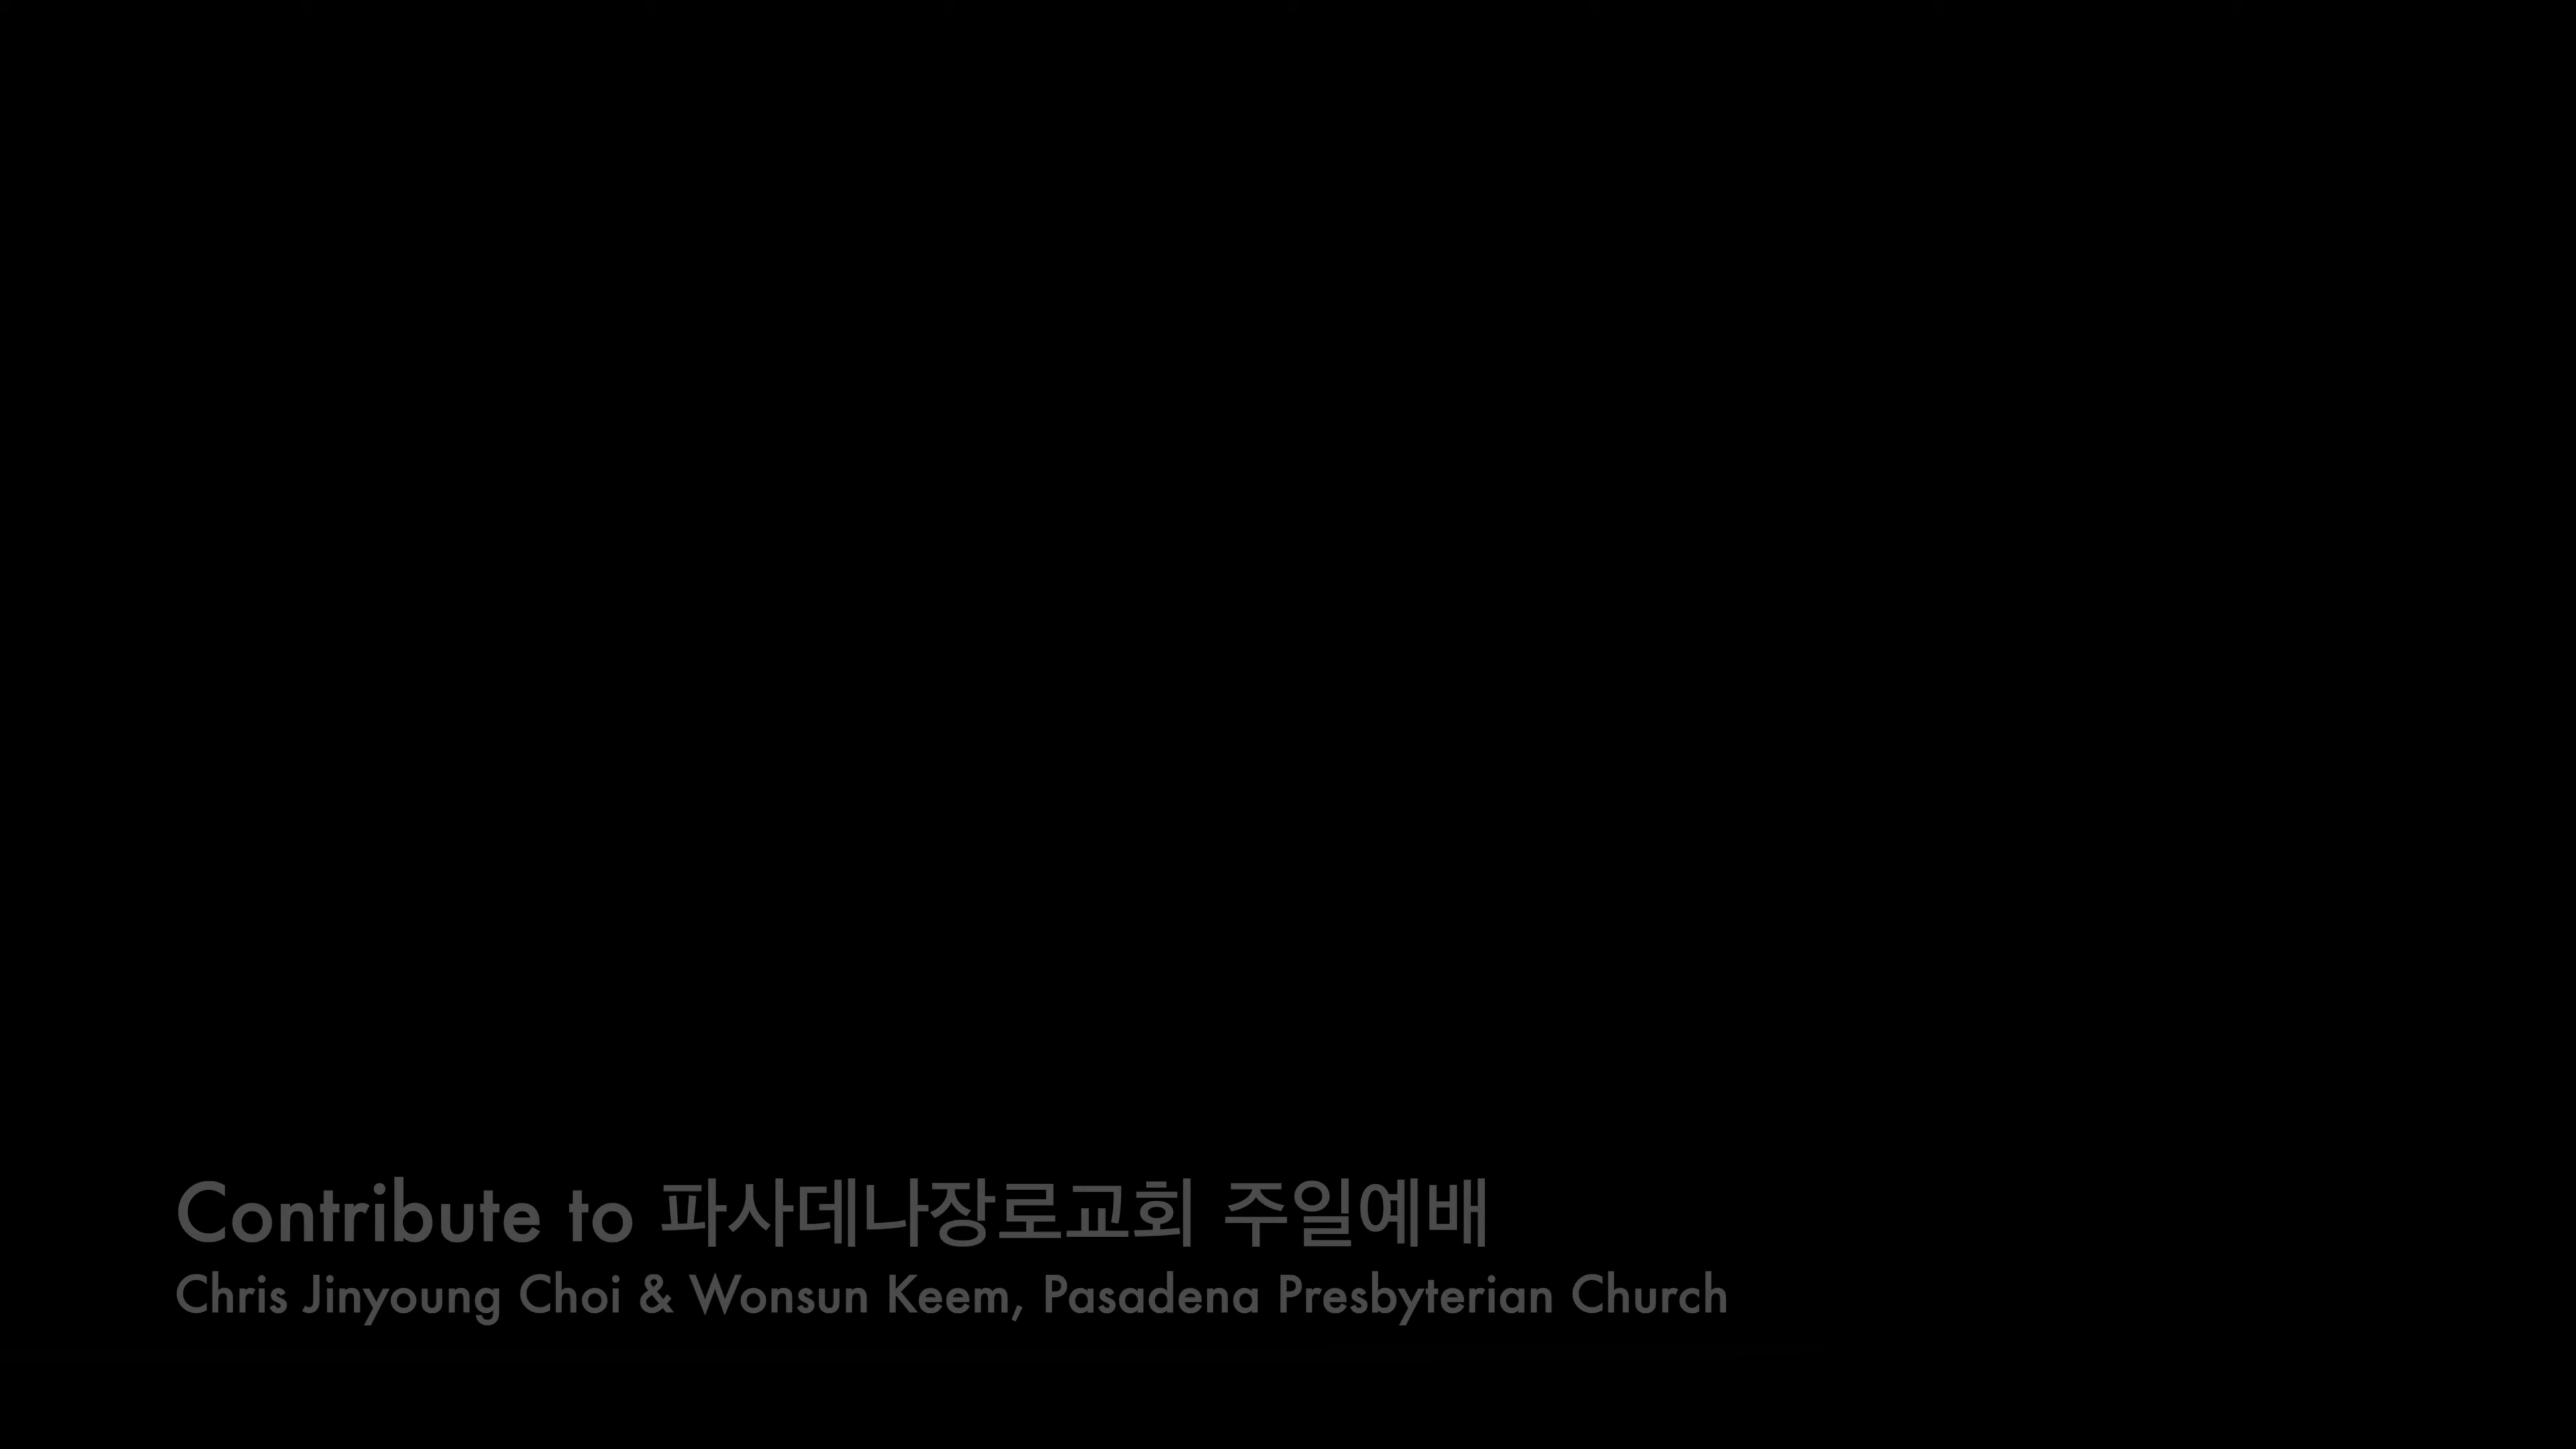 Contribute to 파사데나장로교회 주일예배
Chris Jinyoung Choi & Wonsun Keem, Pasadena Presbyterian Church